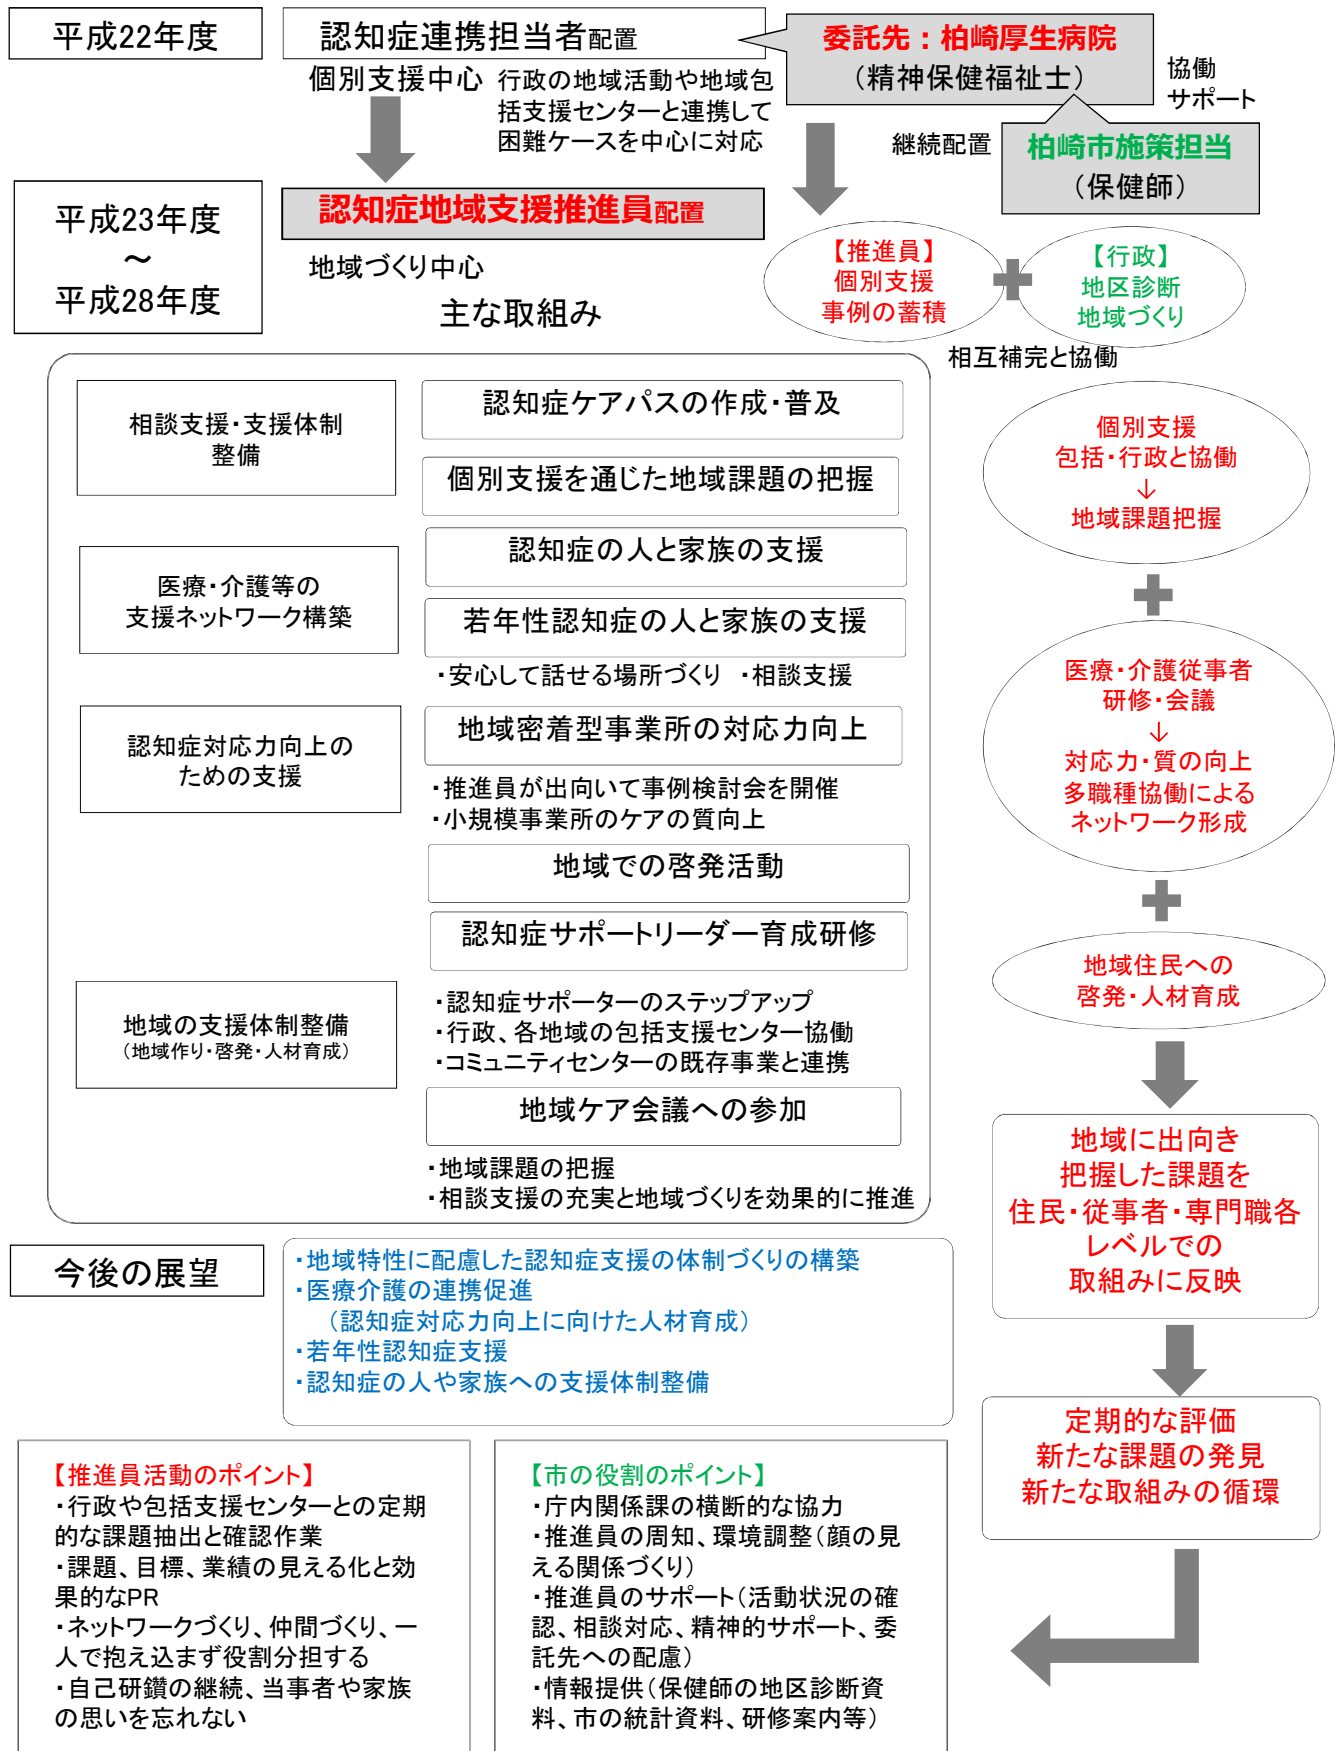 平成22年度
認知症連携担当者配置
委託先：柏崎厚生病院
（精神保健福祉士）
協働
サポート
個別支援中心
行政の地域活動や地域包
括支援センターと連携して
困難ケースを中心に対応
継続配置
柏崎市施策担当
（保健師）
平成23年度
～
平成28年度
認知症地域支援推進員配置
地域づくり中心
主な取組み
【推進員】
個別支援
事例の蓄積
【行政】
地区診断
地域づくり
相互補完と協働
相談支援・支援体制
整備
認知症ケアパスの作成・普及
個別支援を通じた地域課題の把握
医療・介護等の
支援ネットワーク構築
認知症の人と家族の支援
若年性認知症の人と家族の支援
・安心して話せる場所づくり　・相談支援
認知症対応力向上の
ための支援
地域密着型事業所の対応力向上
・推進員が出向いて事例検討会を開催
・小規模事業所のケアの質向上
地域での啓発活動
認知症サポートリーダー育成研修
地域の支援体制整備
（地域作り・啓発・人材育成）
・認知症サポーターのステップアップ
・行政、各地域の包括支援センター協働
・コミュニティセンターの既存事業と連携
地域ケア会議への参加
・地域課題の把握
・相談支援の充実と地域づくりを効果的に推進
個別支援
包括・行政と協働
↓
地域課題把握
医療・介護従事者
研修・会議
↓
対応力・質の向上
多職種協働による
ネットワーク形成
地域住民への
啓発・人材育成
地域に出向き
把握した課題を
住民・従事者・専門職各
レベルでの
取組みに反映
定期的な評価
新たな課題の発見
新たな取組みの循環
今後の展望
・地域特性に配慮した認知症支援の体制づくりの構築
・医療介護の連携促進
（認知症対応力向上に向けた人材育成）
・若年性認知症支援
・認知症の人や家族への支援体制整備
【推進員活動のポイント】
・行政や包括支援センターとの定期
的な課題抽出と確認作業
・課題、目標、業績の見える化と効
果的なPR
・ネットワークづくり、仲間づくり、一
人で抱え込まず役割分担する
・自己研鑽の継続、当事者や家族
の思いを忘れない
【市の役割のポイント】
・庁内関係課の横断的な協力
・推進員の周知、環境調整（顔の見
える関係づくり）
・推進員のサポート（活動状況の確
認、相談対応、精神的サポート、委
託先への配慮）
・情報提供（保健師の地区診断資
料、市の統計資料、研修案内等）